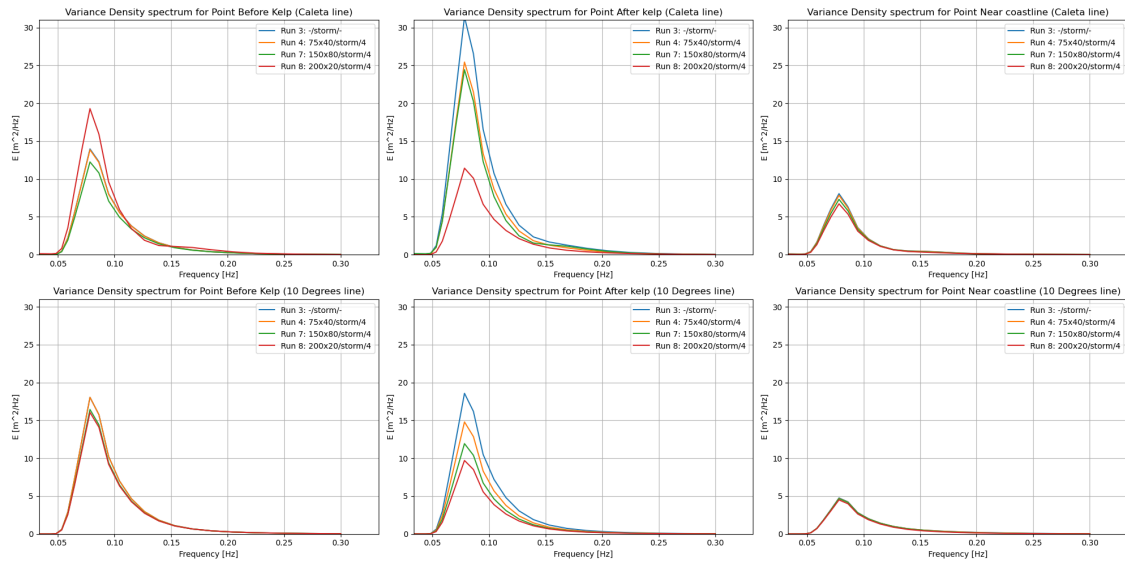 Variance Density spectrum for Point Before Kelp (Caleta line)
30
25
20
15
10
5
0
E [m^2/Hz]
0.05 0.10 0.15 0.20 0.25 0.30
Frequency [Hz]
Run 3: -/storm/-
Run 4: 75x40/storm/4
Run 7: 150x80/storm/4
Run 8: 200x20/storm/4
Variance Density spectrum for Point After kelp (Caleta line)
30
25
20
15
10
5
0
E [m^2/Hz]
0.05 0.10 0.15 0.20 0.25 0.30
Frequency [Hz]
Run 3: -/storm/-
Run 4: 75x40/storm/4
Run 7: 150x80/storm/4
Run 8: 200x20/storm/4
Variance Density spectrum for Point Near coastline (Caleta line)
30
25
20
15
10
5
0
E [m^2/Hz]
0.05 0.10 0.15 0.20 0.25 0.30
Frequency [Hz]
Run 3: -/storm/-
Run 4: 75x40/storm/4
Run 7: 150x80/storm/4
Run 8: 200x20/storm/4
Variance Density spectrum for Point Before Kelp (10 Degrees line)
30
25
20
15
10
5
0
E [m^2/Hz]
0.05 0.10 0.15 0.20 0.25 0.30
Frequency [Hz]
Run 3: -/storm/-
Run 4: 75x40/storm/4
Run 7: 150x80/storm/4
Run 8: 200x20/storm/4
Variance Density spectrum for Point After kelp (10 Degrees line)
30
25
20
15
10
5
0
E [m^2/Hz]
0.05 0.10 0.15 0.20 0.25 0.30
Frequency [Hz]
Run 3: -/storm/-
Run 4: 75x40/storm/4
Run 7: 150x80/storm/4
Run 8: 200x20/storm/4
Variance Density spectrum for Point Near coastline (10 Degrees line)
30
25
20
15
10
5
0
E [m^2/Hz]
0.05 0.10 0.15 0.20 0.25 0.30
Frequency [Hz]
Run 3: -/storm/-
Run 4: 75x40/storm/4
Run 7: 150x80/storm/4
Run 8: 200x20/storm/4